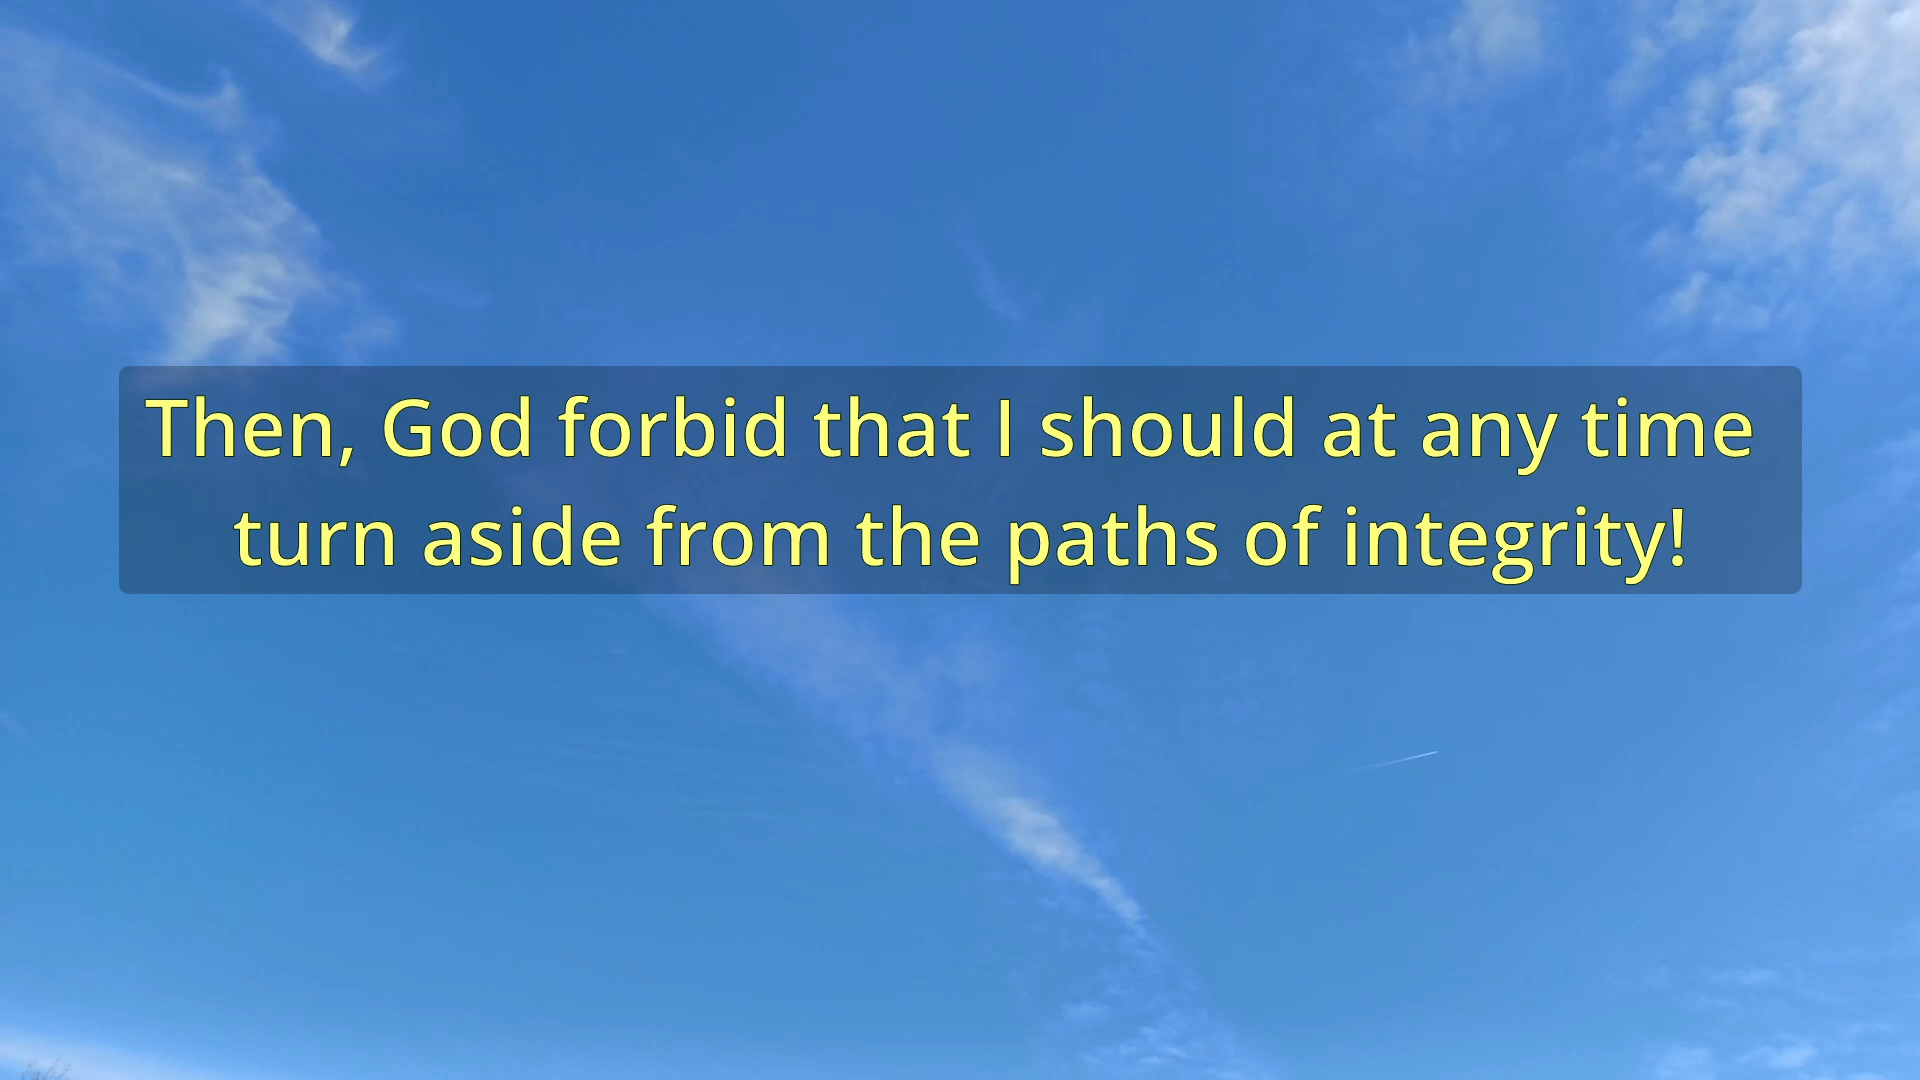 Then, God forbid that I should at any time
turn aside from the paths of integrity!